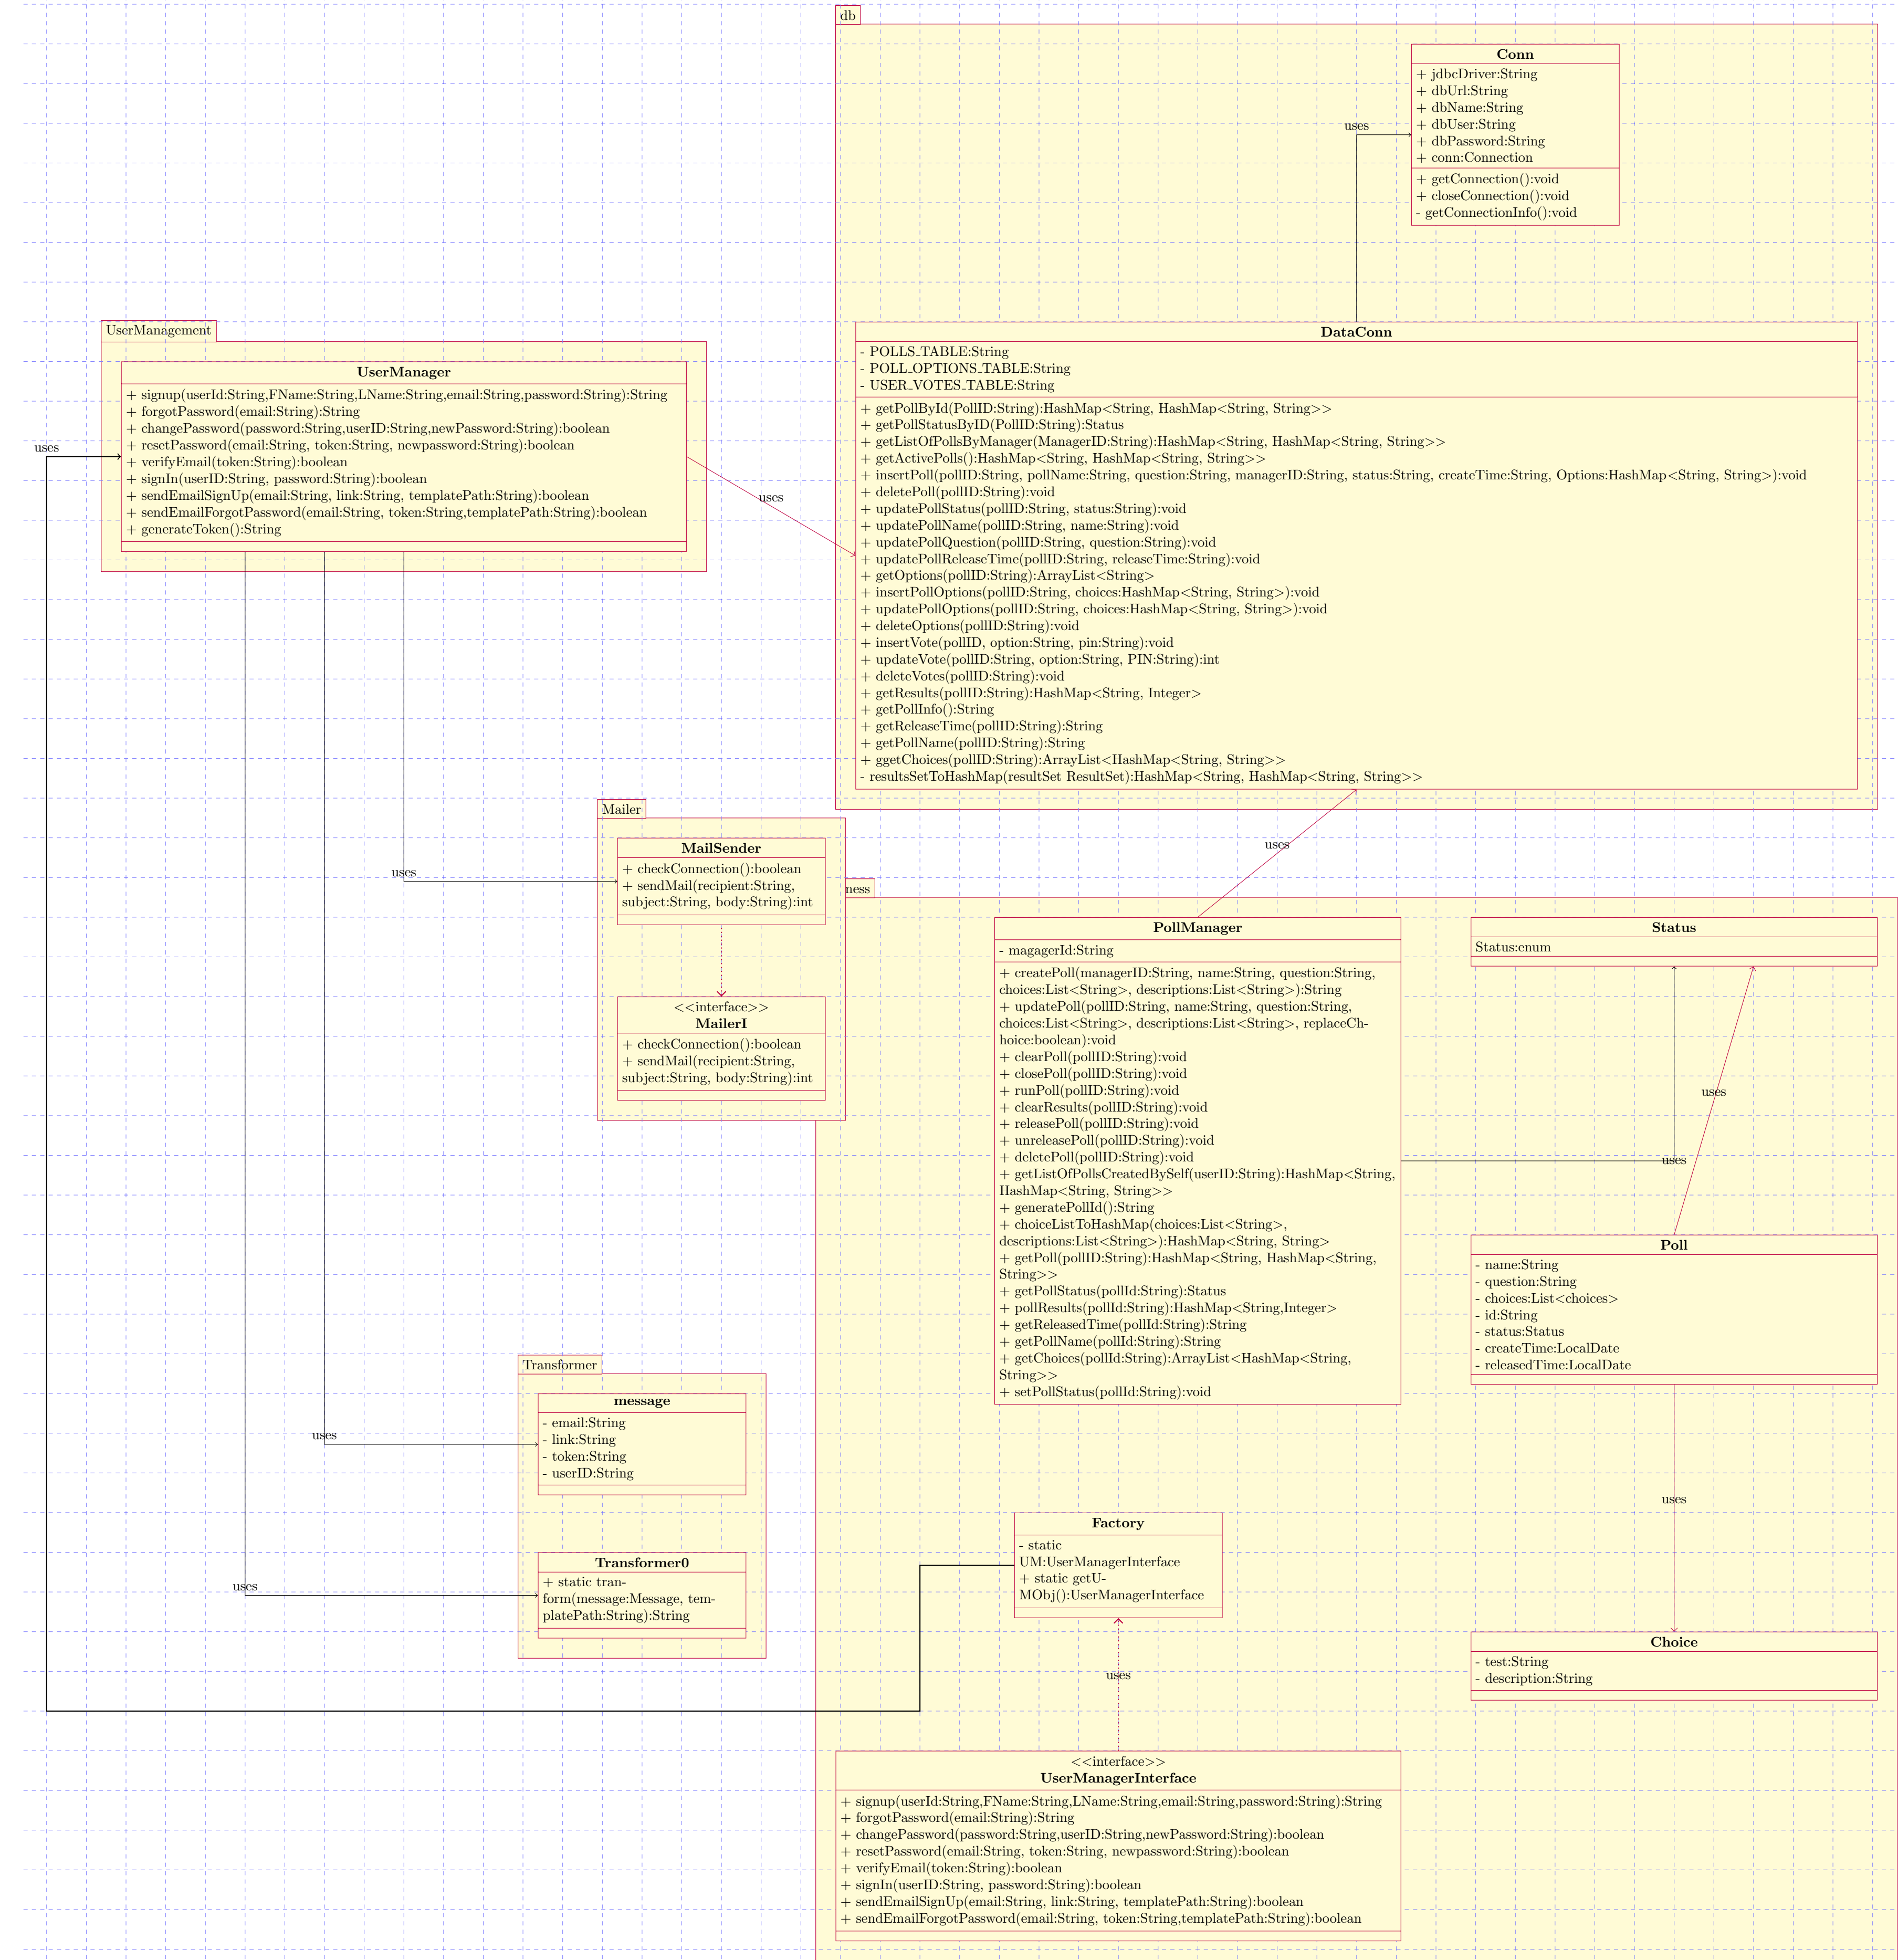 db
Conn
+ jdbcDriver:String
+ dbUrl:String
+ dbName:String
+ dbUser:String
+ dbPassword:String
+ conn:Connection
+ getConnection():void
+ closeConnection():void
- getConnectionInfo():void
uses
UserManagement
UserManager
+ signup(userId:String,FName:String,LName:String,email:String,password:String):String
+ forgotPassword(email:String):String
+ changePassword(password:String,userID:String,newPassword:String):boolean
+ resetPassword(email:String, token:String, newpassword:String):boolean
+ verifyEmail(token:String):boolean
+ signIn(userID:String, password:String):boolean
+ sendEmailSignUp(email:String, link:String, templatePath:String):boolean
+ sendEmailForgotPassword(email:String, token:String,templatePath:String):boolean
+ generateToken():String
uses
uses
DataConn
- POLLS_TABLE:String
- POLL_OPTIONS_TABLE:String
- USER_VOTES_TABLE:String
+ getPollById(PollID:String):HashMap<String, HashMap<String, String>>
+ getPollStatusByID(PollID:String):Status
+ getListOfPollsByManager(ManagerID:String):HashMap<String, HashMap<String, String>>
+ getActivePolls():HashMap<String, HashMap<String, String>>
+ insertPoll(pollID:String, pollName:String, question:String, managerID:String, status:String, createTime:String, Options:HashMap<String, String>):void
+ deletePoll(pollID:String):void
+ updatePollStatus(pollID:String, status:String):void
+ updatePollName(pollID:String, name:String):void
+ updatePollQuestion(pollID:String, question:String):void
+ updatePollReleaseTime(pollID:String, releaseTime:String):void
+ getOptions(pollID:String):ArrayList<String>
+ insertPollOptions(pollID:String, choices:HashMap<String, String>):void
+ updatePollOptions(pollID:String, choices:HashMap<String, String>):void
+ deleteOptions(pollID:String):void
+ insertVote(pollID, option:String, pin:String):void
+ updateVote(pollID:String, option:String, PIN:String):int
+ deleteVotes(pollID:String):void
+ getResults(pollID:String):HashMap<String, Integer>
+ getPollInfo():String
+ getReleaseTime(pollID:String):String
+ getPollName(pollID:String):String
+ ggetChoices(pollID:String):ArrayList<HashMap<String, String>>
- resultsSetToHashMap(resultSet ResultSet):HashMap<String, HashMap<String, String>>
Mailer
MailSender
+ checkConnection():boolean
+ sendMail(recipient:String,
subject:String, body:String):int
uses
<<interface>>
MailerI
+ checkConnection():boolean
+ sendMail(recipient:String,
subject:String, body:String):int
uses
ness
PollManager
- magagerId:String
+ createPoll(managerID:String, name:String, question:String,
choices:List<String>, descriptions:List<String>):String
+ updatePoll(pollID:String, name:String, question:String,
choices:List<String>, descriptions:List<String>, replaceCh-
hoice:boolean):void
+ clearPoll(pollID:String):void
+ closePoll(pollID:String):void
+ runPoll(pollID:String):void
+ clearResults(pollID:String):void
+ releasePoll(pollID:String):void
+ unreleasePoll(pollID:String):void
+ deletePoll(pollID:String):void
+ getListOfPollsCreatedBySelf(userID:String):HashMap<String,
HashMap<String, String>>
+ generatePollId():String
+ choiceListToHashMap(choices:List<String>,
descriptions:List<String>):HashMap<String, String>
+ getPoll(pollID:String):HashMap<String, HashMap<String,
String>>
+ getPollStatus(pollId:String):Status
+ pollResults(pollId:String):HashMap<String,Integer>
+ getReleasedTime(pollId:String):String
+ getPollName(pollId:String):String
+ getChoices(pollId:String):ArrayList<HashMap<String,
String>>
+ setPollStatus(pollId:String):void
Status
Status:enum
uses
uses
Poll
- name:String
- question:String
- choices:List<choices>
- id:String
- status:Status
- createTime:LocalDate
- releasedTime:LocalDate
uses
Transformer
message
- email:String
- link:String
- token:String
- userID:String
uses
Transformer0
+ static tran-
form(message:Message, tem-
platePath:String):String
uses
Factory
- static
UM:UserManagerInterface
+ static getU-
MObj():UserManagerInterface
uses
Choice
- test:String
- description:String
<<interface>>
UserManagerInterface
+ signup(userId:String,FName:String,LName:String,email:String,password:String):String
+ forgotPassword(email:String):String
+ changePassword(password:String,userID:String,newPassword:String):boolean
+ resetPassword(email:String, token:String, newpassword:String):boolean
+ verifyEmail(token:String):boolean
+ signIn(userID:String, password:String):boolean
+ sendEmailSignUp(email:String, link:String, templatePath:String):boolean
+ sendEmailForgotPassword(email:String, token:String,templatePath:String):boolean